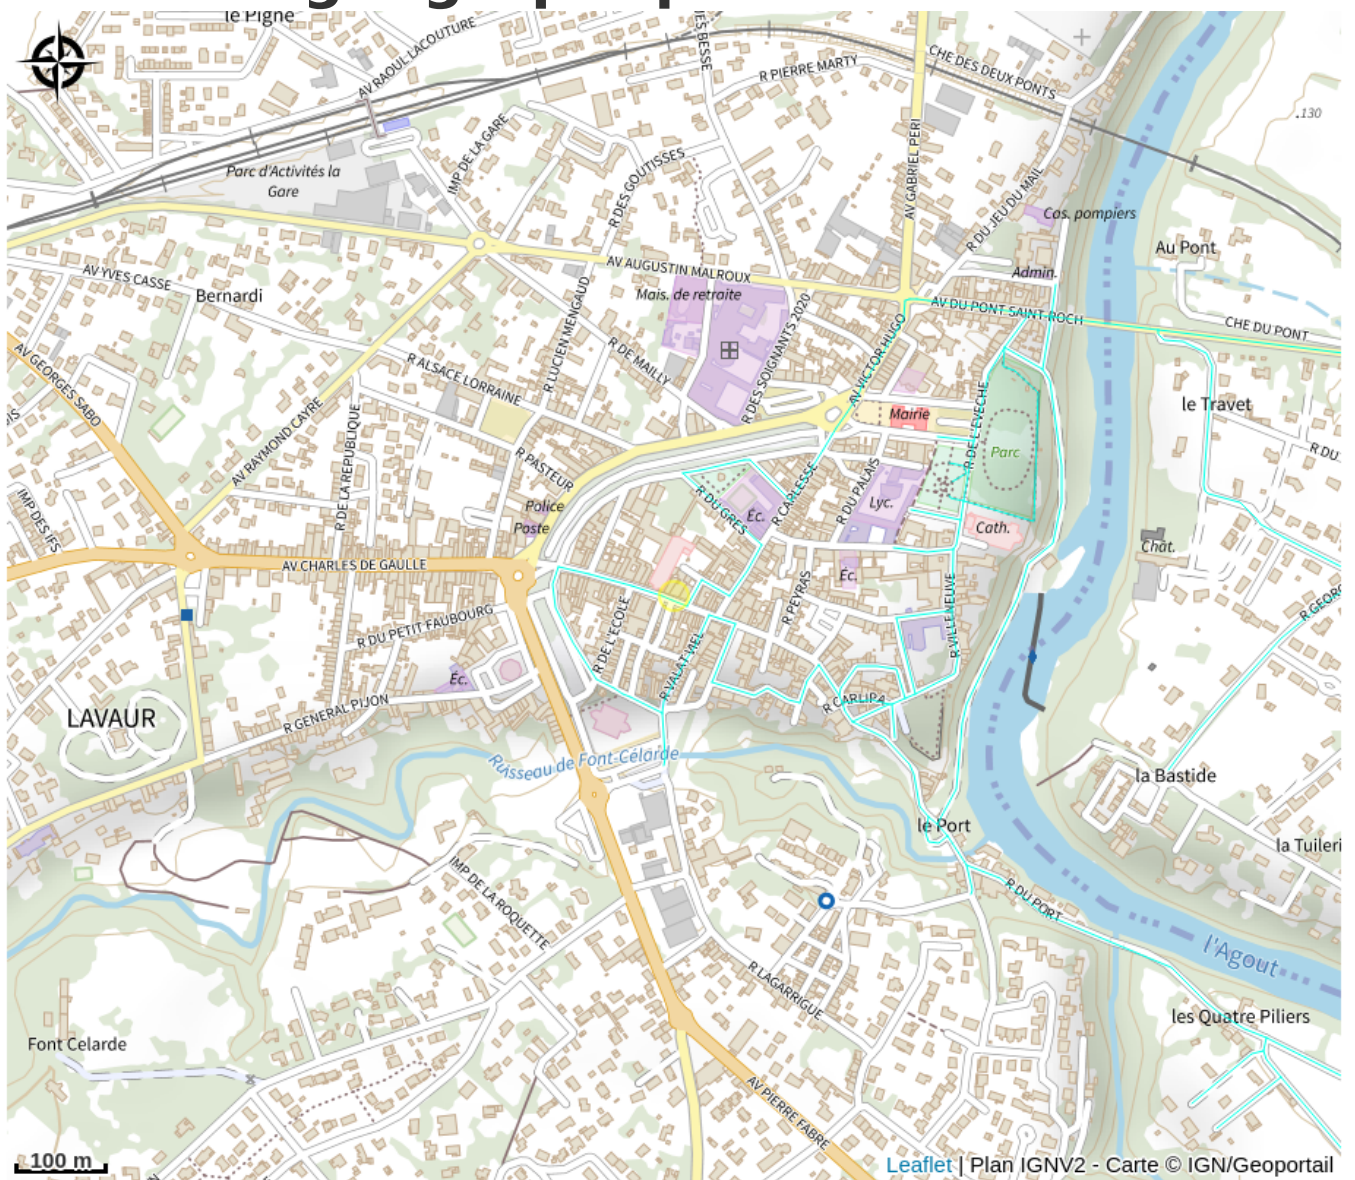 le Pigne
AV RAOUL LACOUTURE
ES BESSE
R PIERRE MARTY
CHE DES DEUX PONTS
.130
IMP DE LA GARE
Parc d'Activités la
Gare
R DES GOUTISSES
AV GABRIEL PERI
R DU JEU DU MAIL
Cas. pompiers
Au Pont
AV YVES CASSE
Bernardi
AV AUGUSTIN MALROUX
Mais. de retraite
Admin.
AV DU PONT SAINT-ROCH
CHE DU PONT
AV GEORGES SABO
R ALSACE LORRAINE
R LUCIEN MENGAUD
R DE MAILLY
R DES SOIGNANTS 2020
AV VICTOR HUGO
Mairie
R DE L'EVECHE
Parc
le Travet
R DU
AV RAYMOND CAYRE
R DE LA REPUBLIQUE
R PASTEUR
Police
Poste
R DU GRES
Éc.
R CARLESSE
R DU PALAIS
Lyc.
Cath.
Chât.
IMP DES IFS
AV CHARLES DE GAULLE
R DU PETIT FAUBOURG
R DE L'ECOLE
R PEYRAS
Éc.
R VILLENEUVE
R GEORG
Éc.
R VALAT VIEL
R CARLIPA
LAVAUR
R GENERAL PIJON
Ruisseau de Font-Célarde
la Bastide
le Port
la Tuileri
IMP DE LA ROQUETTE
R DU PORT
l'Agout
R LAGARRIGUE
les Quatre Piliers
Font Celarde
AV PIERRE FABRE
100 m
Leaflet | Plan IGNV2 - Carte © IGN/Geoportail